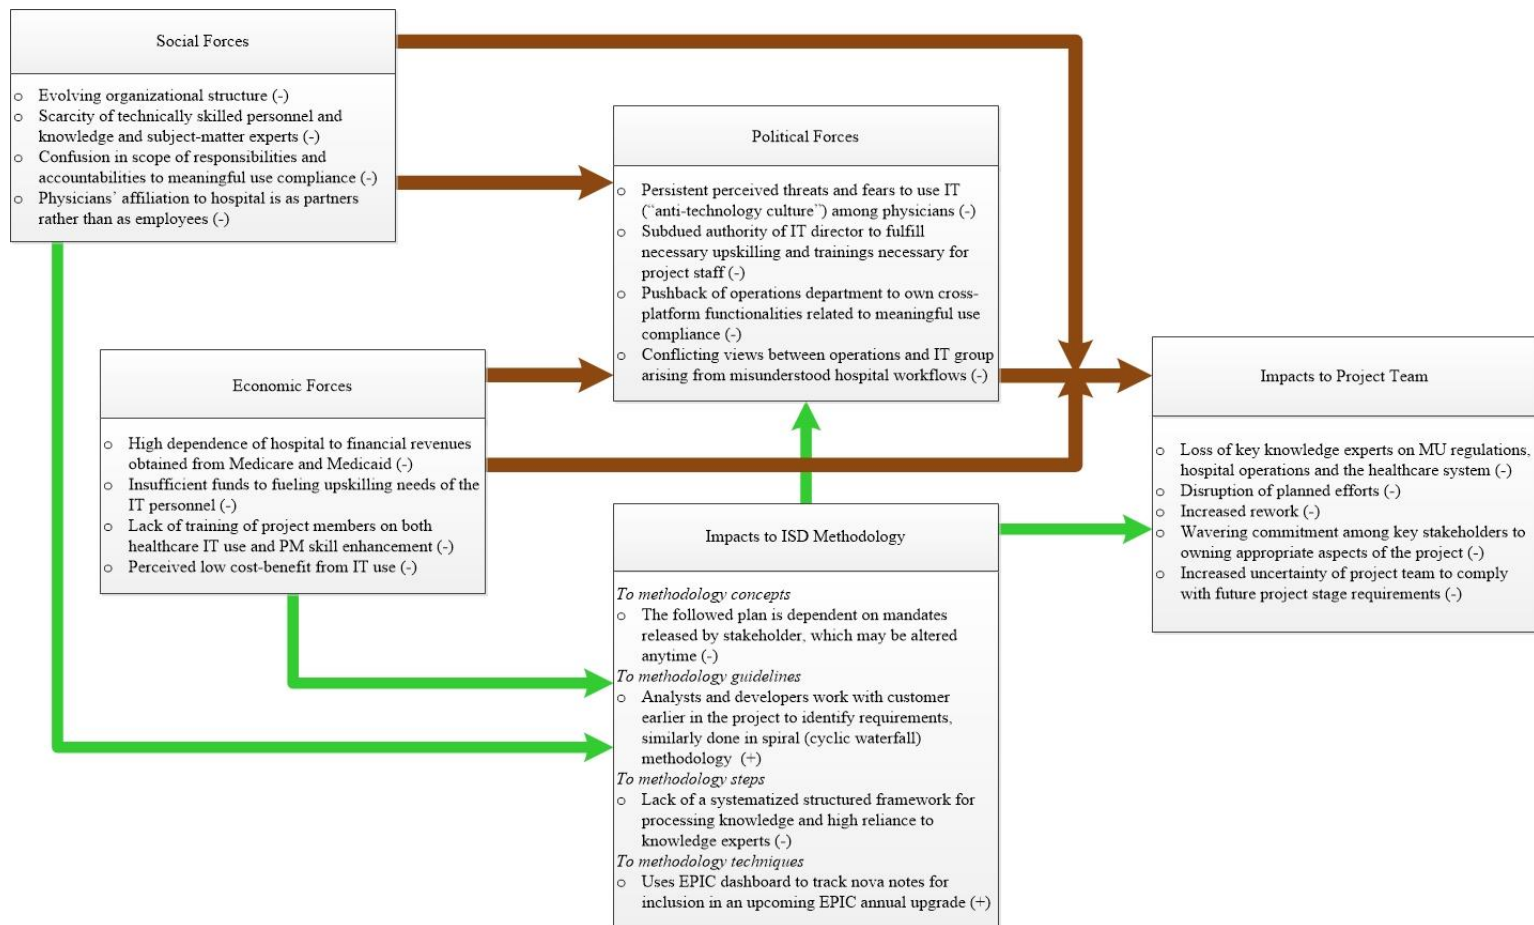 Social Forces
○ Evolving organizational structure (-)
○ Scarcity of technically skilled personnel and
knowledge and subject-matter experts (-)
○ Confusion in scope of responsibilities and
accountabilities to meaningful use compliance (-)
○ Physicians’ affiliation to hospital is as partners
rather than as employees (-)
Political Forces
○ Persistent perceived threats and fears to use IT
(“anti-technology culture”) among physicians (-)
○ Subdued authority of IT director to fulfill
necessary upskilling and trainings necessary for
project staff (-)
○ Pushback of operations department to own cross-
platform functionalities related to meaningful use
compliance (-)
○ Conflicting views between operations and IT group
arising from misunderstood hospital workflows (-)
Economic Forces
○ High dependence of hospital to financial revenues
obtained from Medicare and Medicaid (-)
○ Insufficient funds to fueling upskilling needs of the
IT personnel (-)
○ Lack of training of project members on both
healthcare IT use and PM skill enhancement (-)
○ Perceived low cost-benefit from IT use (-)
Impacts to ISD Methodology
To methodology concepts
○ The followed plan is dependent on mandates
released by stakeholder, which may be altered
anytime (-)
To methodology guidelines
○ Analysts and developers work with customer
earlier in the project to identify requirements,
similarly done in spiral (cyclic waterfall)
methodology (+)
To methodology steps
○ Lack of a systematized structured framework for
processing knowledge and high reliance to
knowledge experts (-)
To methodology techniques
○ Uses EPIC dashboard to track nova notes for
inclusion in an upcoming EPIC annual upgrade (+)
Impacts to Project Team
○ Loss of key knowledge experts on MU regulations,
hospital operations and the healthcare system (-)
○ Disruption of planned efforts (-)
○ Increased rework (-)
○ Wavering commitment among key stakeholders to
owning appropriate aspects of the project (-)
○ Increased uncertainty of project team to comply
with future project stage requirements (-)